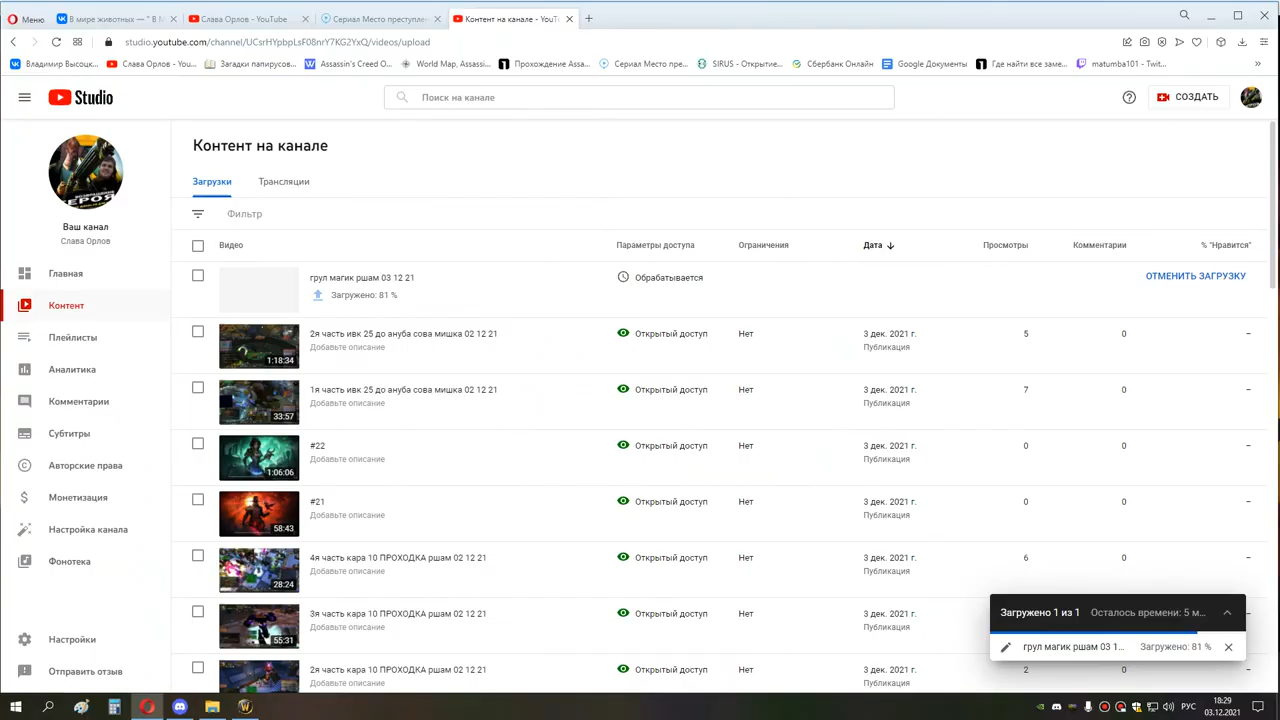 Меню
В мире животных — " В М
Слава Орлов - YouTube
Сериал Место преступлен
Контент на канале - YouT
studio.youtube.com/channel/UCsrHYpbpLsF08nrY7KG2YxQ/videos/upload
Владимир Высоцк...
Слава Орлов - You...
Загадки папирусов...
Assassin's Creed O...
World Map, Assassi...
Прохождение Assa...
Сериал Место пре...
SIRUS - Открытие...
Сбербанк Онлайн
Google Документы
Где найти все заме...
matumba101 - Twit...
Studio
Поиск на канале
СОЗДАТЬ
Контент на канале
Загрузки
Трансляции
Фильтр
Ваш канал
Слава Орлов
Главная
Контент
Плейлисты
Аналитика
Комментарии
Субтитры
Авторские права
Монетизация
Настройка канала
Фонотека
Настройки
Отправить отзыв
Видео Параметры доступа Ограничения Дата Просмотры Комментарии % "Нравится"
грул магик ршам 03 12 21 Обрабатывается ОТМЕНИТЬ ЗАГРУЗКУ
Загружено: 81 %
2я часть ивк 25 до ануба сова мишка 02 12 21 Открытый доступ Нет 3 дек. 2021 г. 5 0 –
Добавьте описание Публикация
1:18:34
1я часть ивк 25 до ануба сова мишка 02 12 21 Открытый доступ Нет 3 дек. 2021 г. 7 0 –
Добавьте описание Публикация
33:57
#22 Открытый доступ Нет 3 дек. 2021 г. 0 0 –
Добавьте описание Публикация
1:06:06
#21 Открытый доступ Нет 3 дек. 2021 г. 0 0 –
Добавьте описание Публикация
58:43
4я часть кара 10 ПРОХОДКА ршам 02 12 21 Открытый доступ Нет 3 дек. 2021 г. 6 0 –
Добавьте описание Публикация
28:24
3я часть кара 10 ПРОХОДКА ршам 02 12 21 Открытый доступ Нет 3 дек. 2021 г.
Добавьте описание Публикация
55:31
2я часть кара 10 ПРОХОДКА ршам 02 12 21 Открытый доступ Нет 3 дек. 2021 г. 2 0 –
Загружено 1 из 1 Осталось времени: 5 м...
грул магик ршам 03 1... Загружено: 81 %
РУС
18:29
03.12.2021